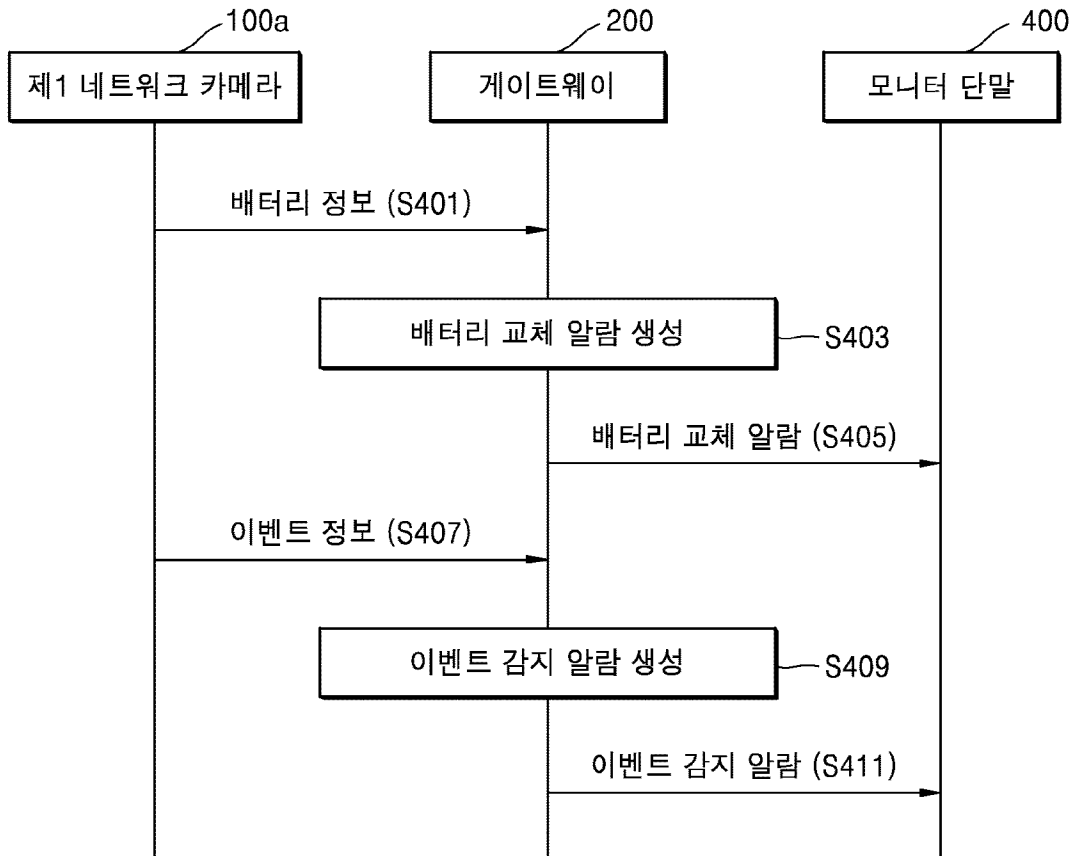 100a
200
400
제1 네트워크 카메라
게이트웨이
모니터 단말
배터리 정보 (S401)
배터리 교체 알람 생성
S403
배터리 교체 알람 (S405)
이벤트 정보 (S407)
이벤트 감지 알람 생성
S409
이벤트 감지 알람 (S411)